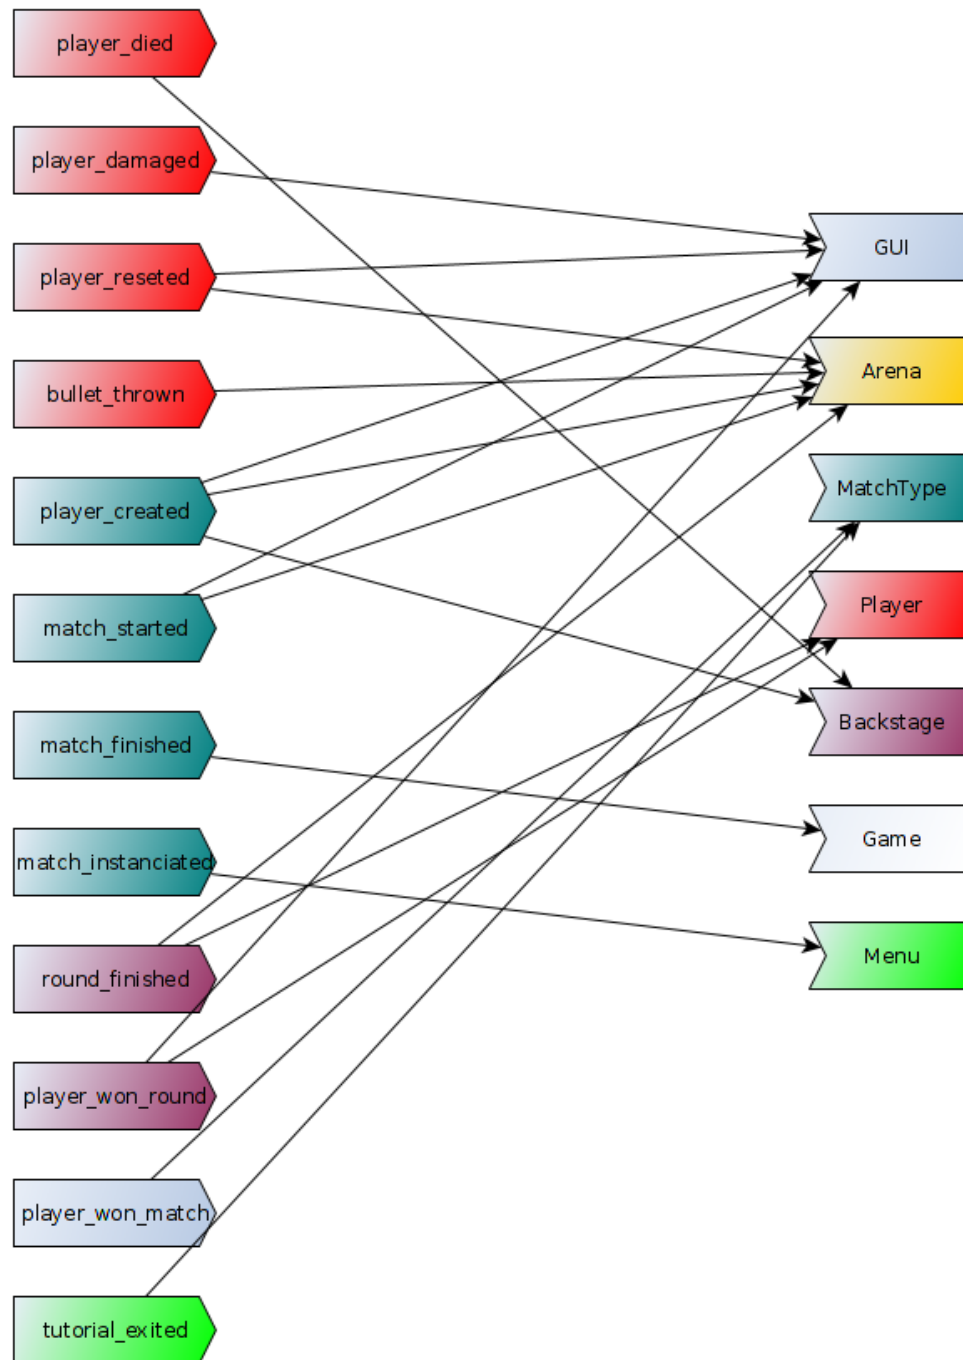 player_died
player_damaged
player_reseted
bullet_thrown
player_created
match_started
match_finished
match_instanciated
round_finished
player_won_round
player_won_match
tutorial_exited
GUI
Arena
MatchType
Player
Backstage
Game
Menu